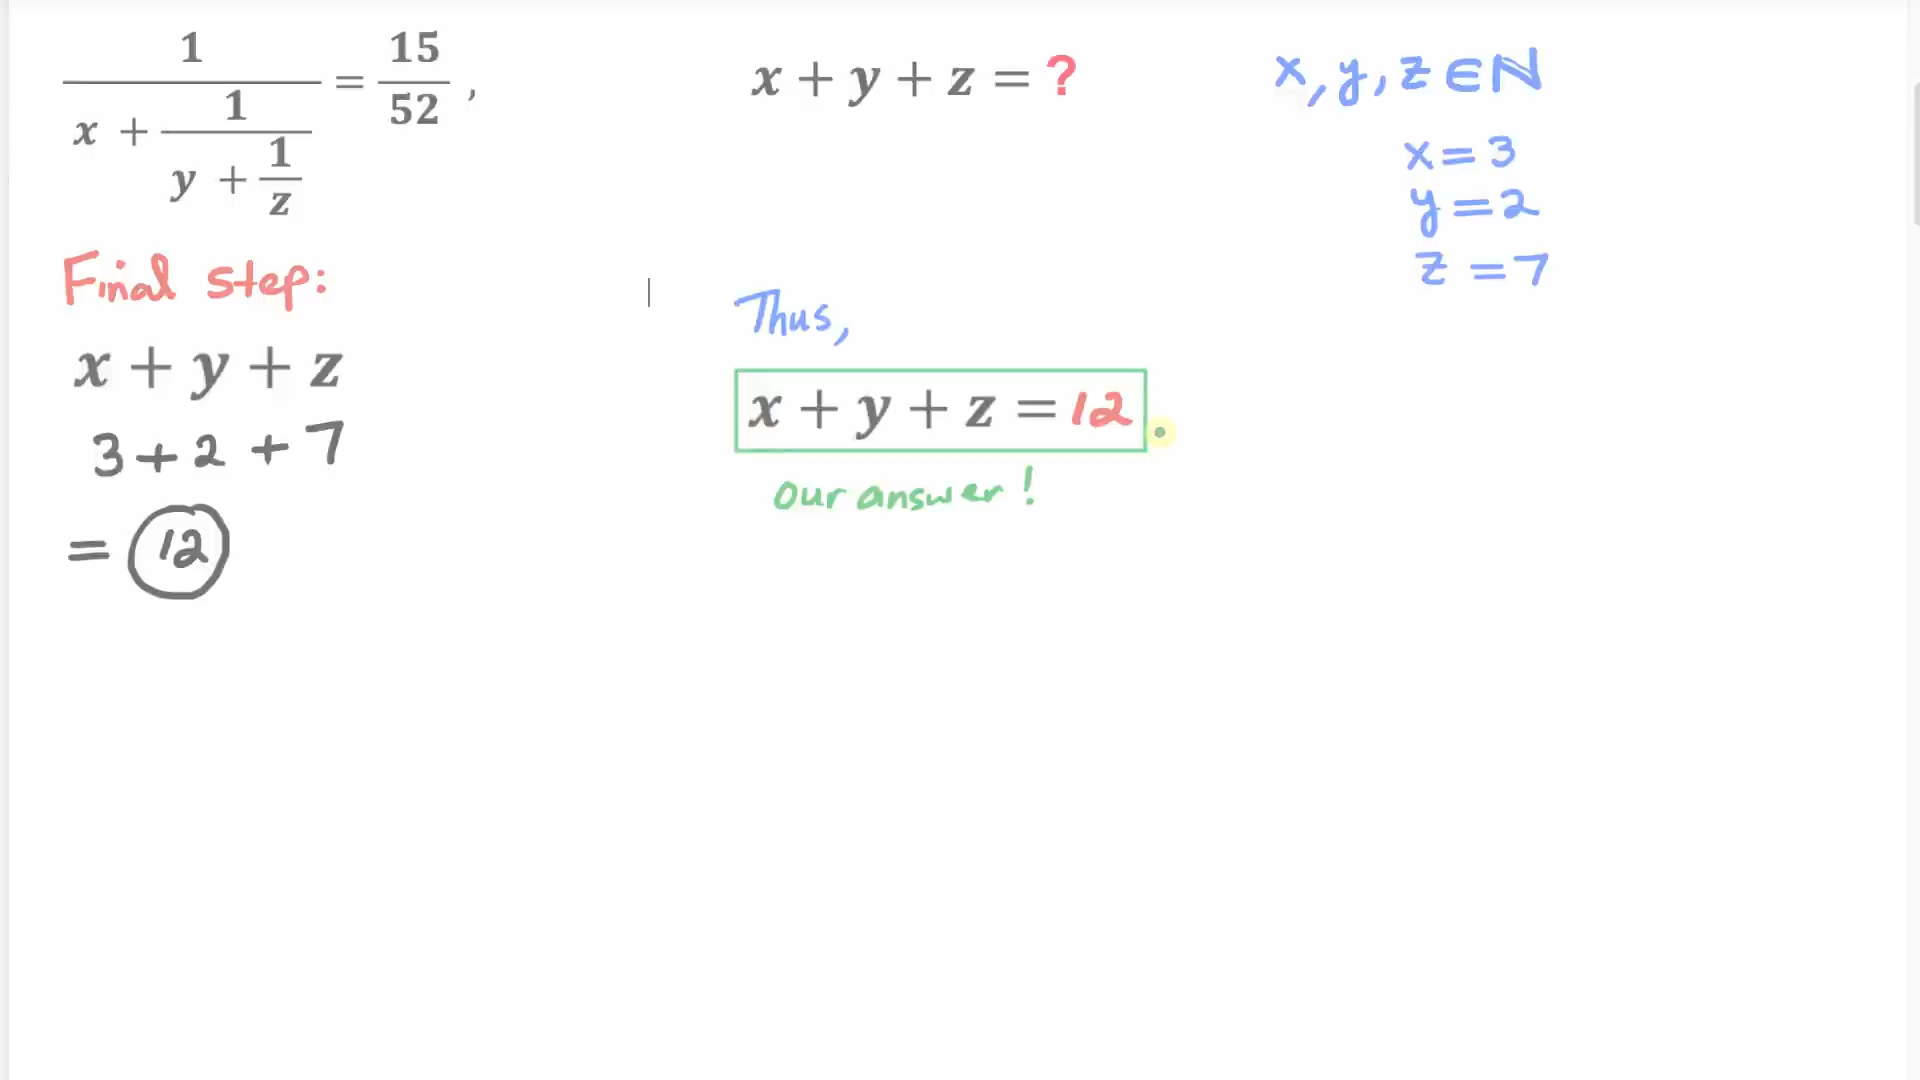 1/(x + 1/(y + 1/z)) = 15/52 ,
x + y + z = ?
x, y, z ∈ ℕ
x = 3
y = 2
z = 7
Final step:
x + y + z
3 + 2 + 7
= 12
Thus,
x + y + z = 12
our answer!